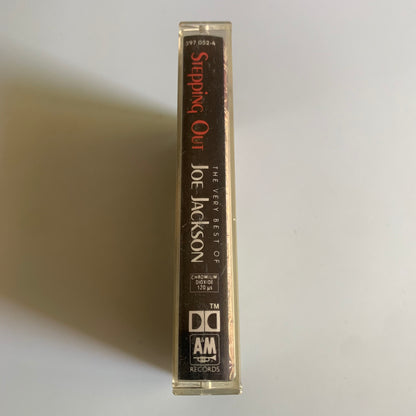 397 052-4
STEPPING OUT
THE VERY BEST OF
JOE JACKSON
CHROMIUM
DIOXIDE
120 µs
TM
A&M
RECORDS